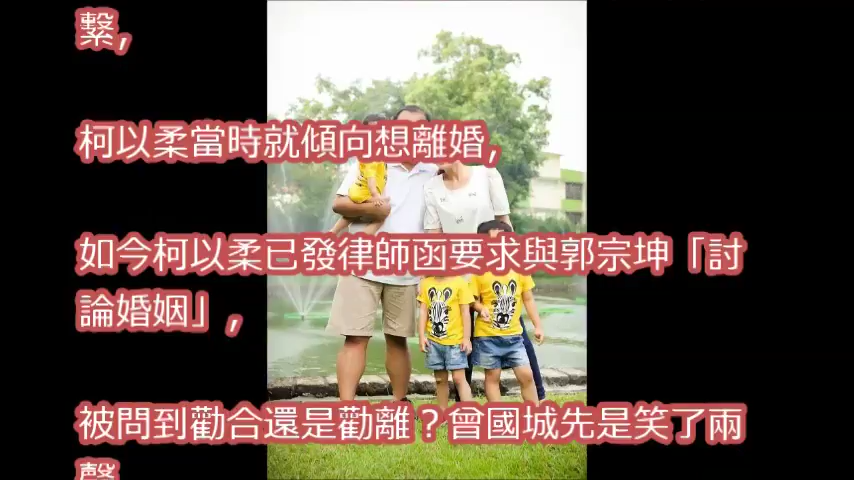 繫，
柯以柔當時就傾向想離婚，
如今柯以柔已發律師函要求與郭宗坤「討
論婚姻」，
被問到勸合還是勸離？曾國城先是笑了兩
聲